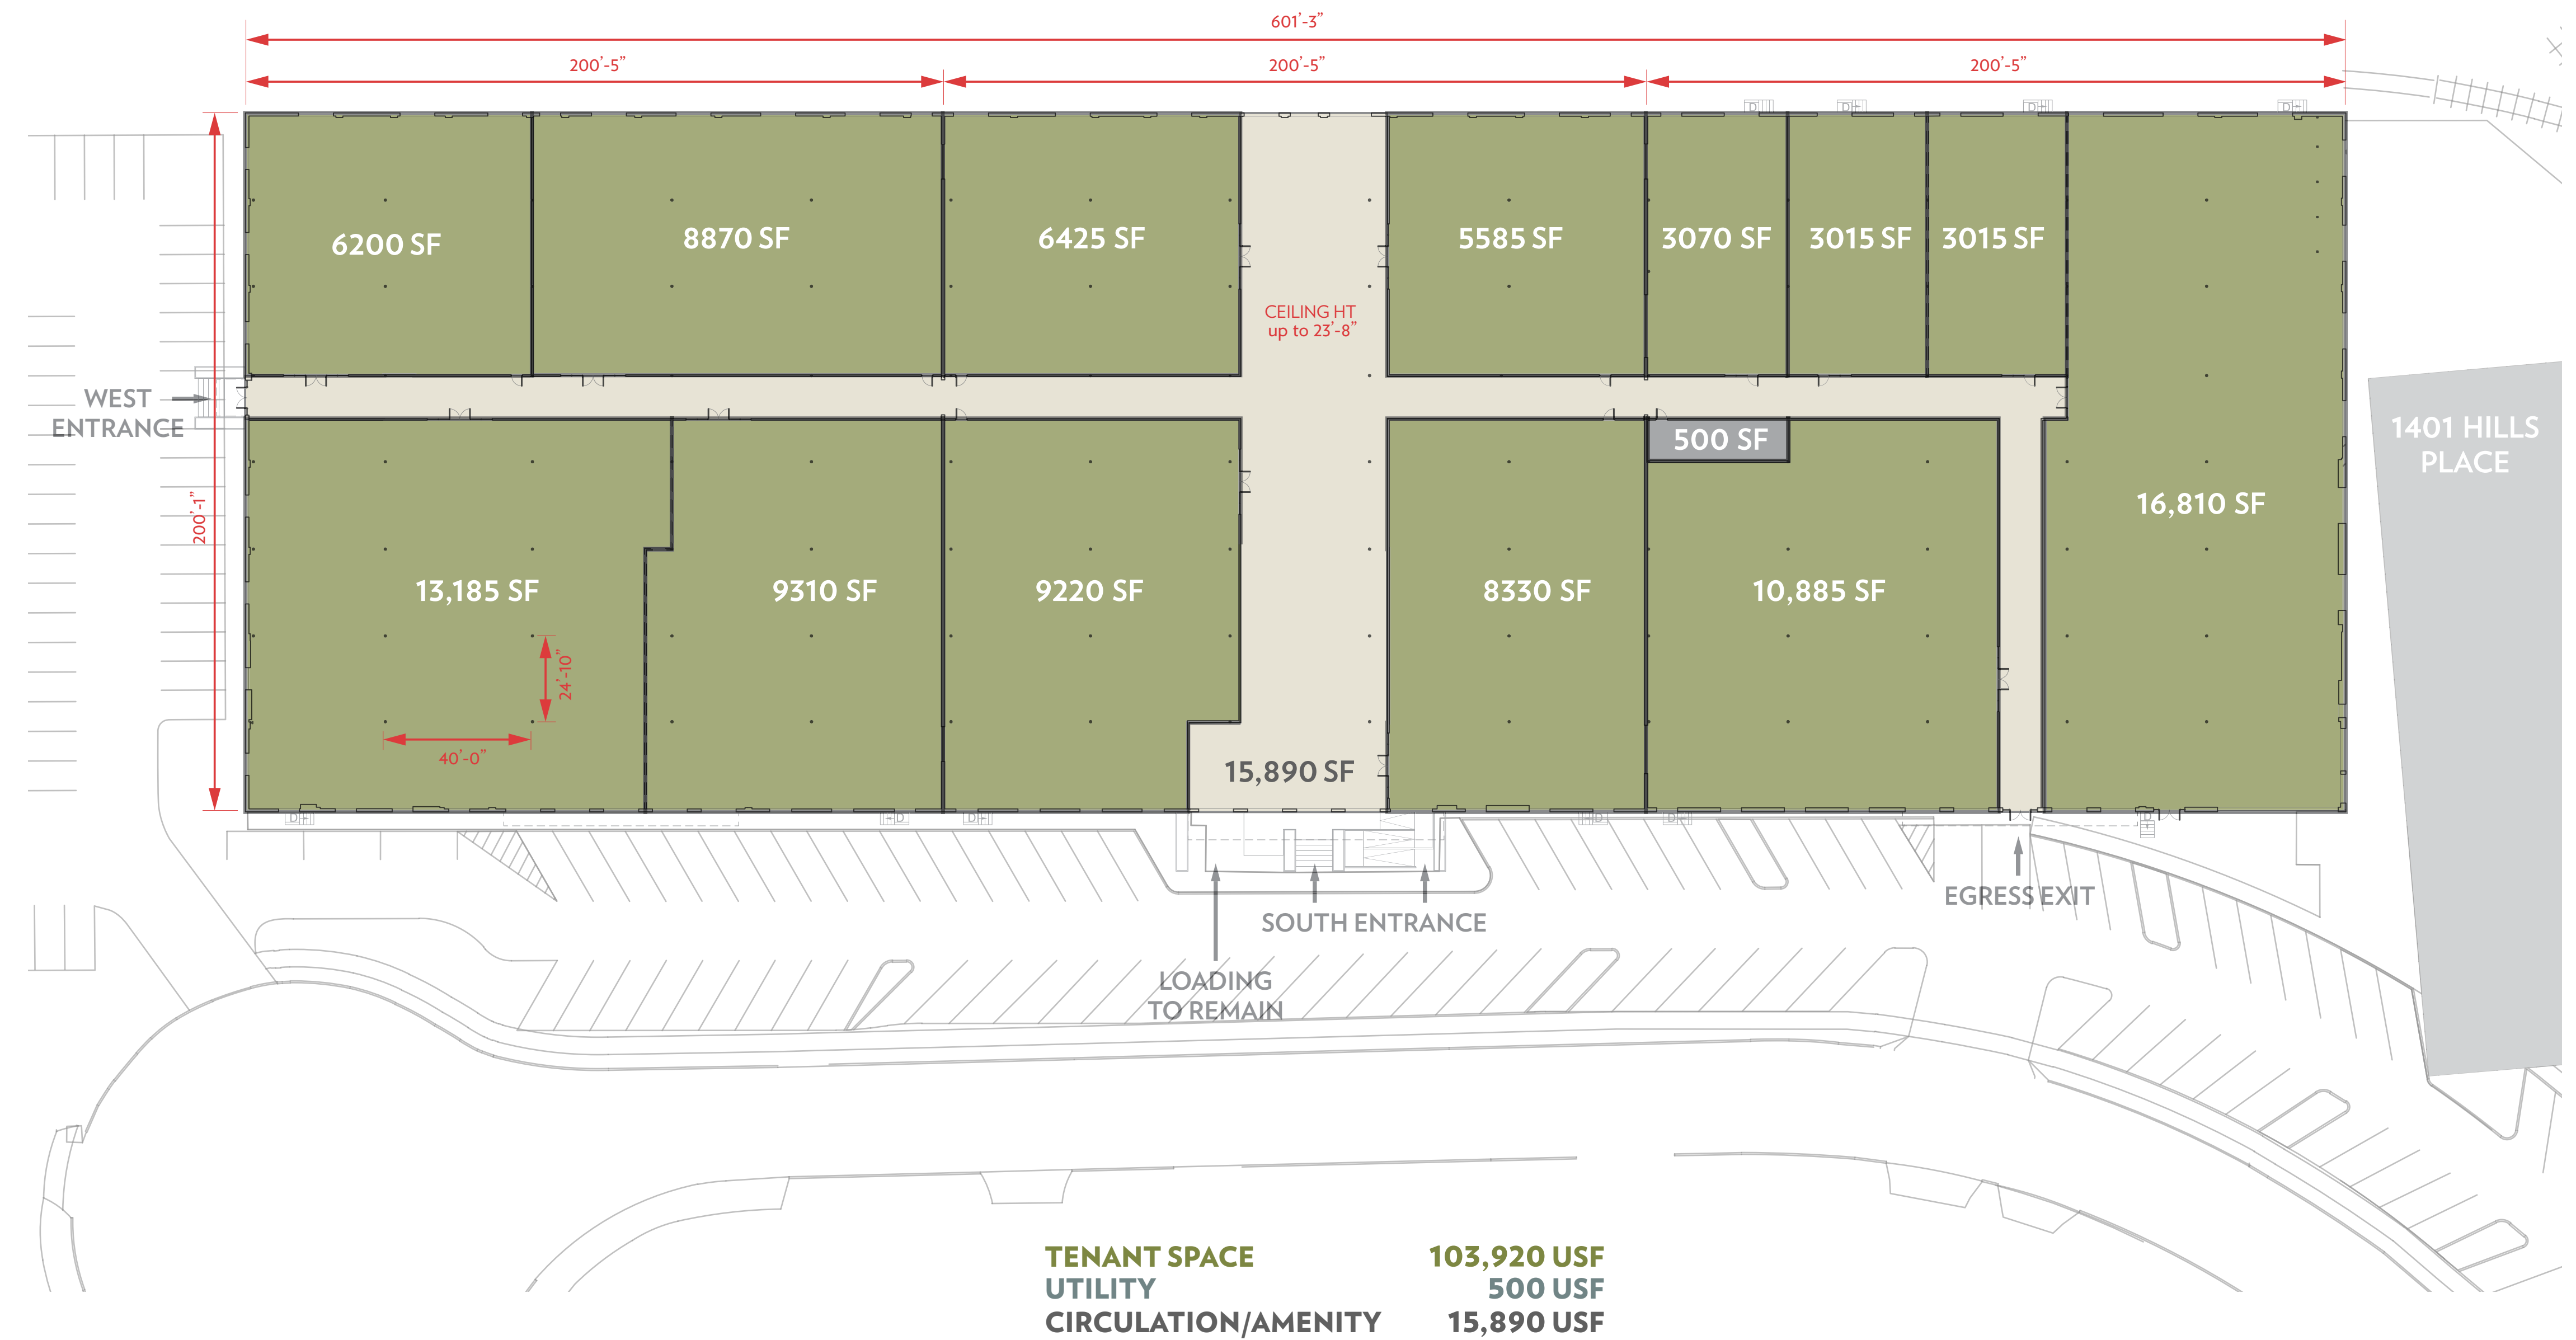 601'-3"
200'-5"
200'-5"
200'-5"
D
D
D
D
6200 SF
8870 SF
6425 SF
5585 SF
3070 SF
3015 SF
3015 SF
CEILING HT
up to 23'-8"
WEST
ENTRANCE
500 SF
1401 HILLS
PLACE
200'-1"
16,810 SF
13,185 SF
9310 SF
9220 SF
8330 SF
10,885 SF
24'-10"
40'-0"
15,890 SF
D
D
D
D
D
D
EGRESS EXIT
SOUTH ENTRANCE
LOADING
TO REMAIN
TENANT SPACE 103,920 USF
UTILITY 500 USF
CIRCULATION/AMENITY 15,890 USF